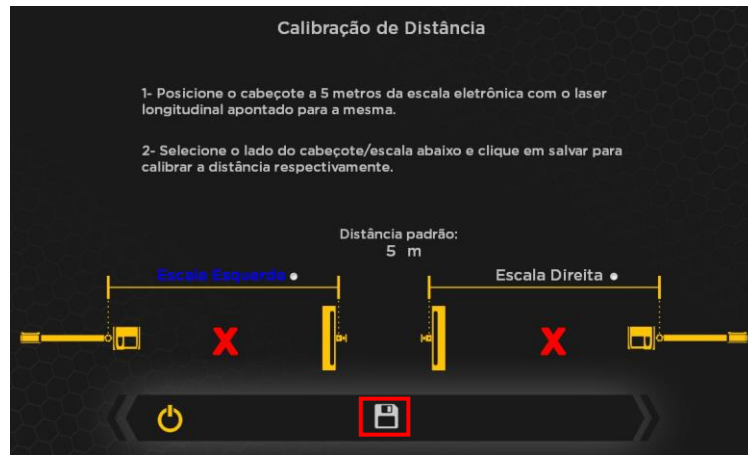 Calibração de Distância
1- Posicione o cabeçote a 5 metros da escala eletrônica com o laser
longitudinal apontado para a mesma.
2- Selecione o lado do cabeçote/escala abaixo e clique em salvar para
calibrar a distância respectivamente.
Distância padrão:
5 m
Escala Esquerda
Escala Direita
X X